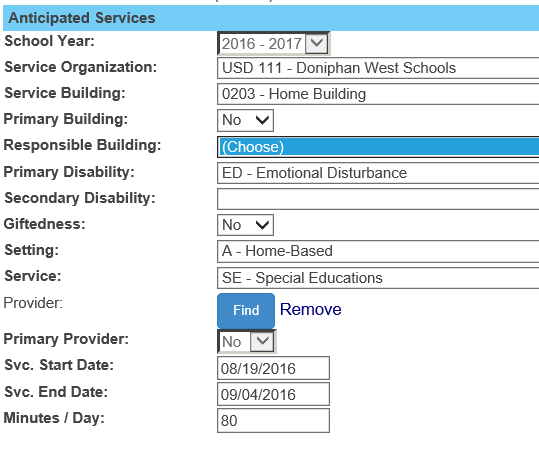 Anticipated Services
School Year: 2016 - 2017
Service Organization: USD 111 - Doniphan West Schools
Service Building: 0203 - Home Building
Primary Building: No
Responsible Building: (Choose)
Primary Disability: ED - Emotional Disturbance
Secondary Disability:
Giftedness: No
Setting: A - Home-Based
Service: SE - Special Educations
Provider: Find Remove
Primary Provider: No
Svc. Start Date: 08/19/2016
Svc. End Date: 09/04/2016
Minutes / Day: 80